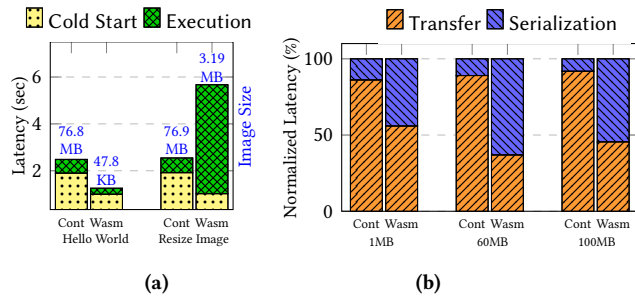 Cold Start
Execution
Latency (sec)
6
4
2
76.8
MB
47.8
KB
76.9
MB
3.19
MB
Image Size
Cont Wasm
Hello World
Cont Wasm
Resize Image
(a)
Transfer
Serialization
Normalized Latency (%)
100
50
0
Cont Wasm
1MB
Cont Wasm
60MB
Cont Wasm
100MB
(b)